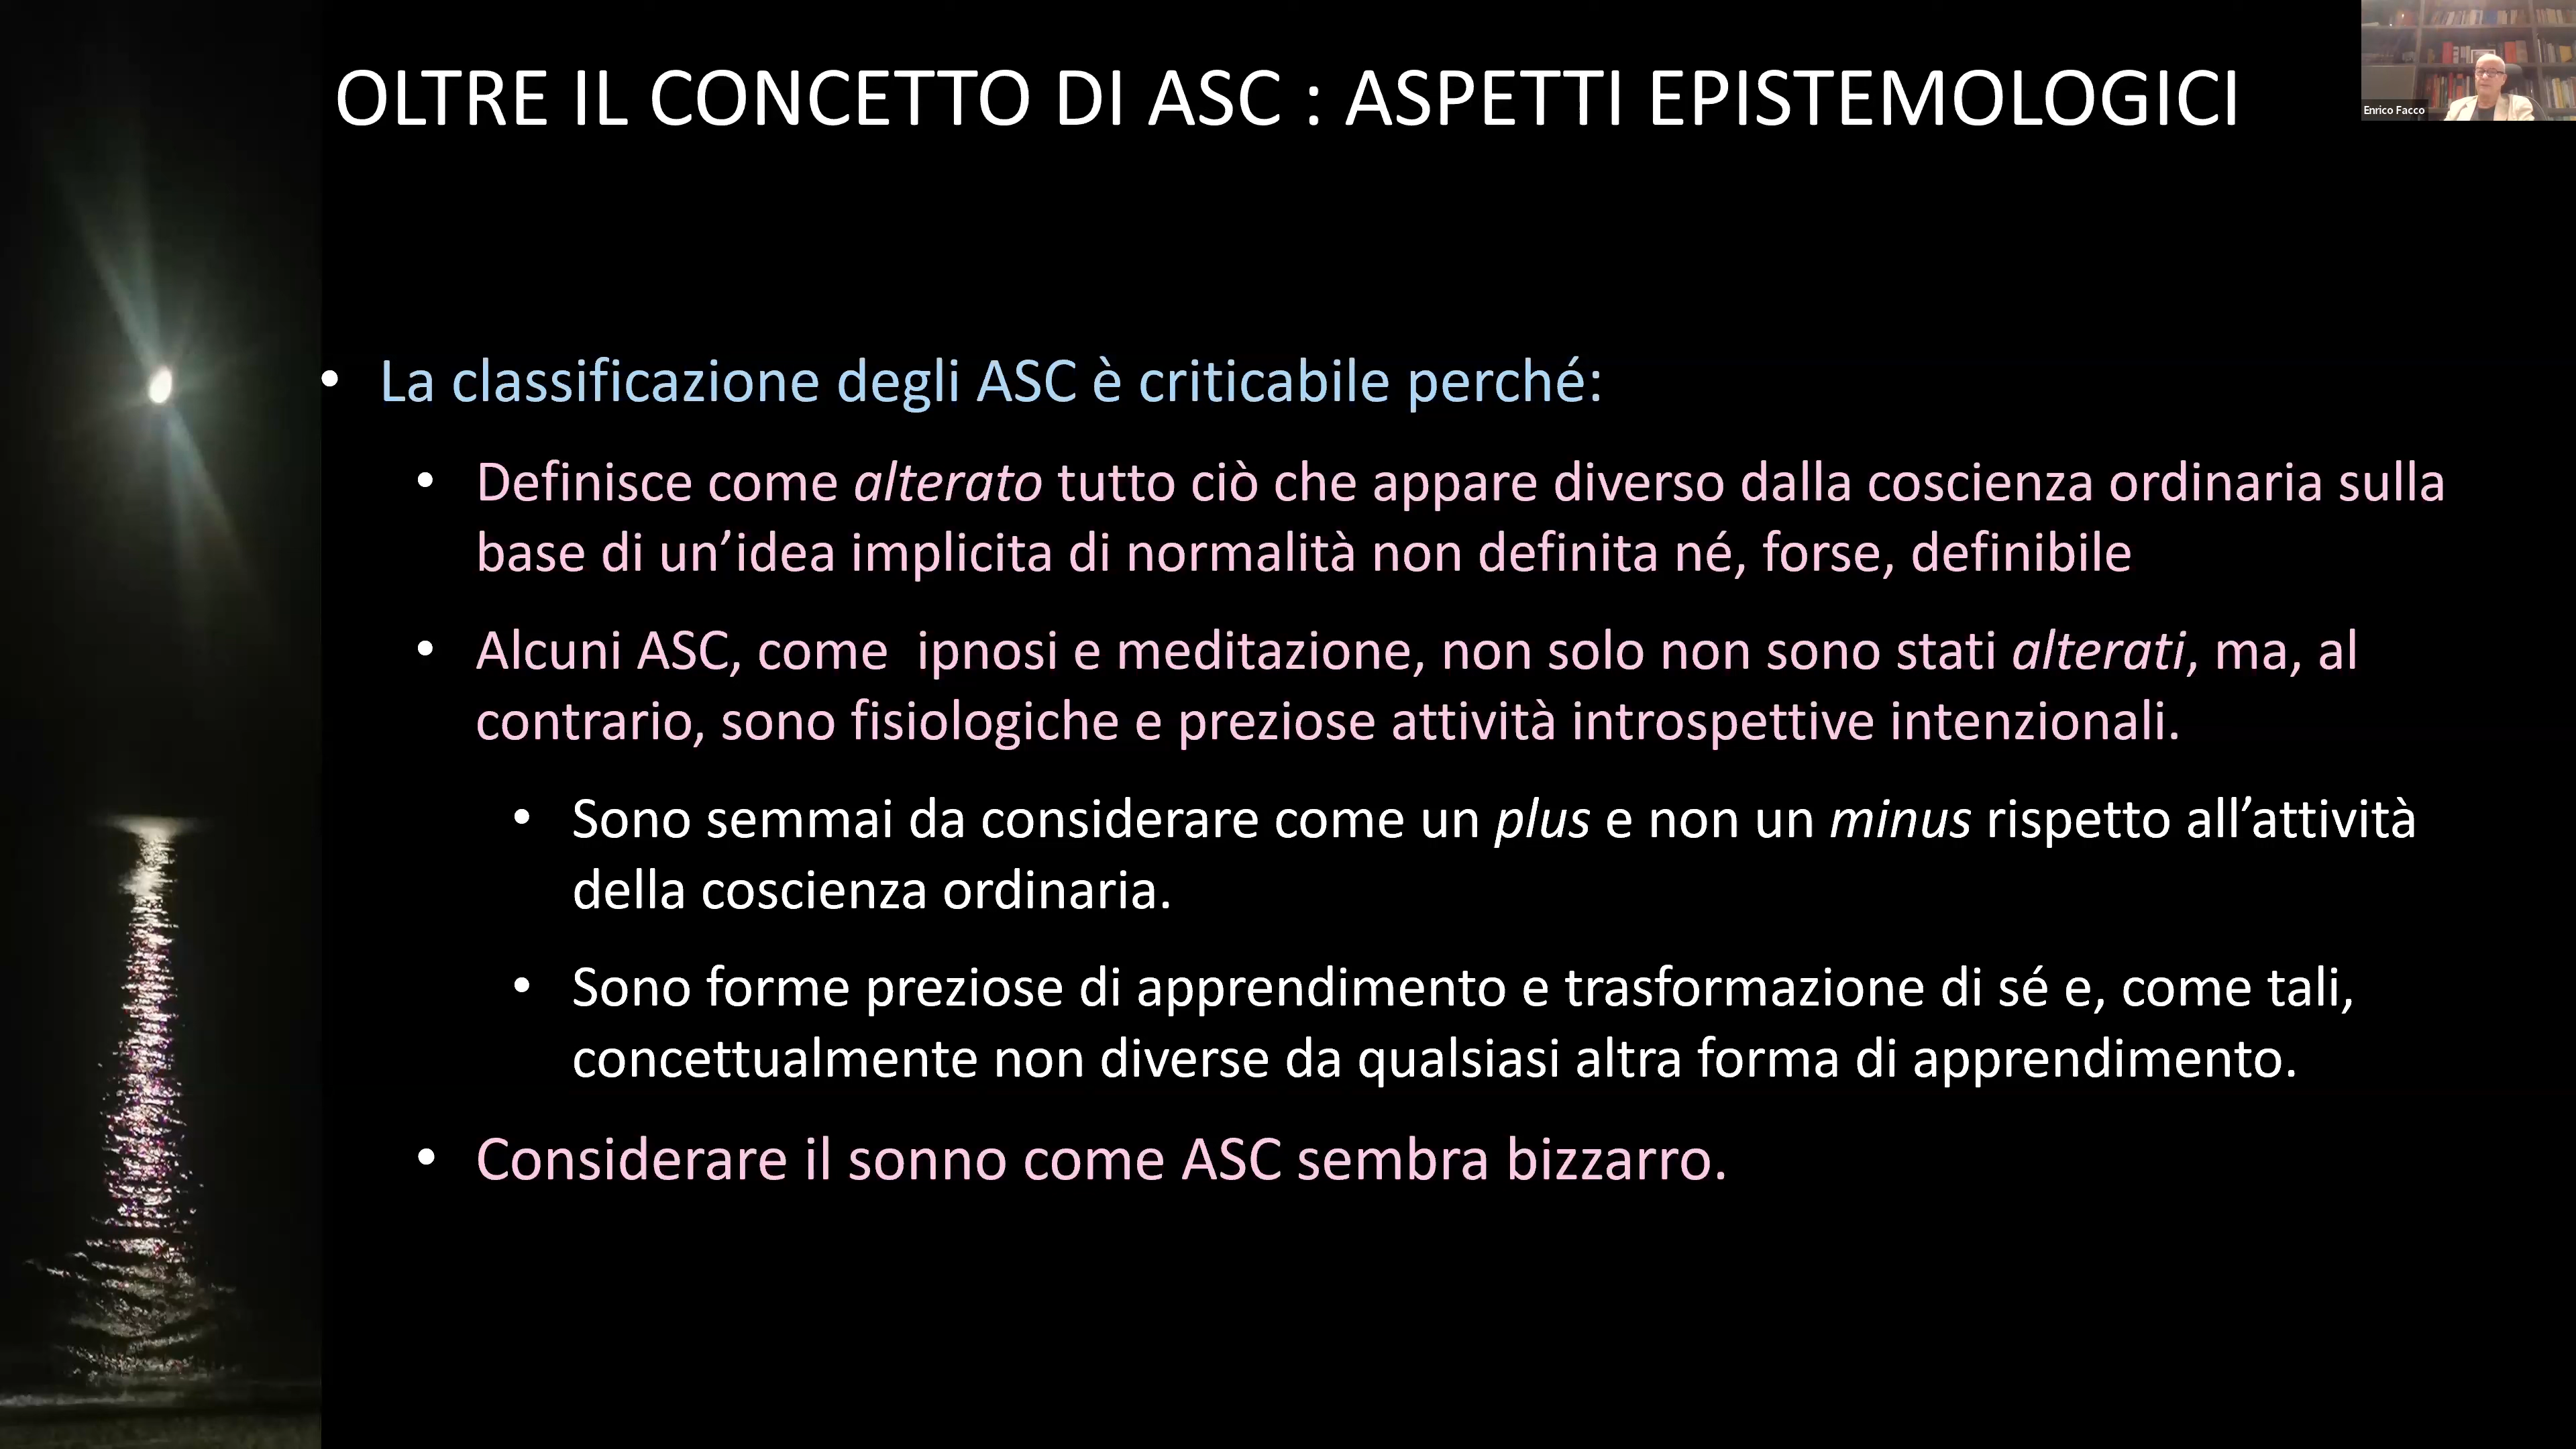 OLTRE IL CONCETTO DI ASC : ASPETTI EPISTEMOLOGICI
Enrico Facco
• La classificazione degli ASC è criticabile perché:
• Definisce come alterato tutto ciò che appare diverso dalla coscienza ordinaria sulla
base di un’idea implicita di normalità non definita né, forse, definibile
• Alcuni ASC, come  ipnosi e meditazione, non solo non sono stati alterati, ma, al
contrario, sono fisiologiche e preziose attività introspettive intenzionali.
• Sono semmai da considerare come un plus e non un minus rispetto all’attività
della coscienza ordinaria.
• Sono forme preziose di apprendimento e trasformazione di sé e, come tali,
concettualmente non diverse da qualsiasi altra forma di apprendimento.
• Considerare il sonno come ASC sembra bizzarro.